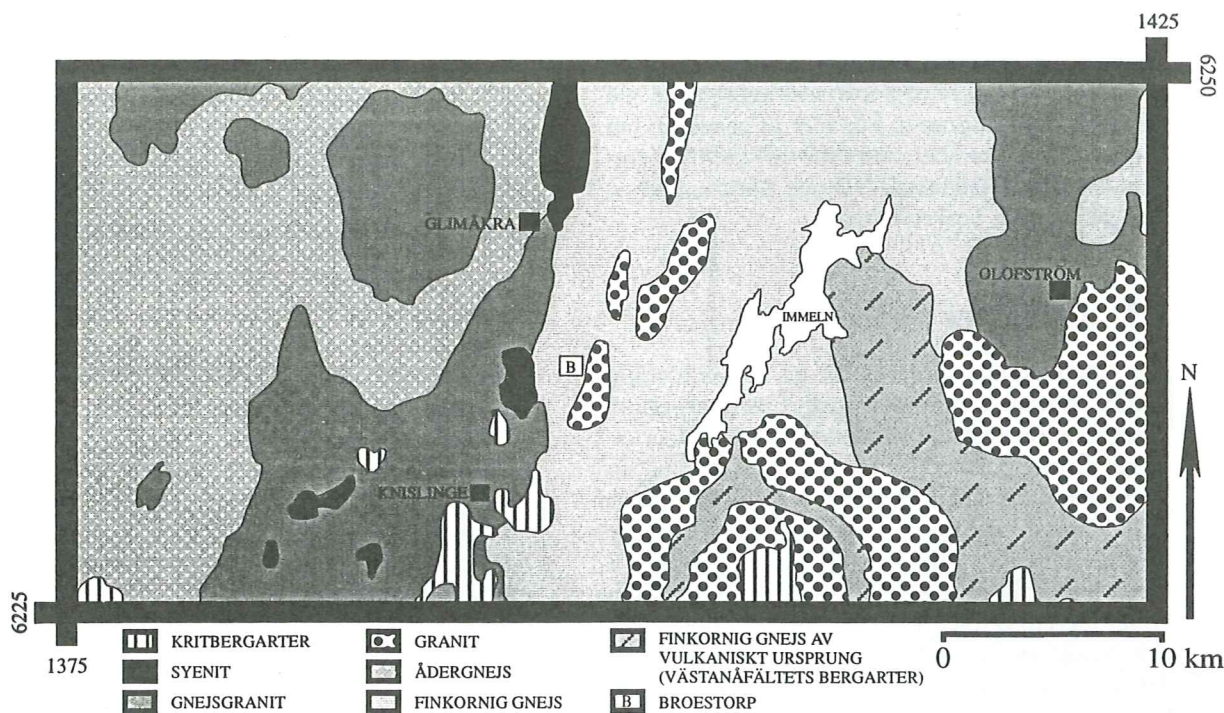 1425
6250
GLIMÅKRA
OLOFSTRÖM
IMMELN
B
N
KNISLINGE
6225
1375
KRITBERGARTER
SYENIT
GNEJSGRANIT
GRANIT
ÅDERGNEJS
FINKORNIG GNEJS
FINKORNIG GNEJS AV
VULKANISKT URSPRUNG
(VÄSTANÅFÄLTETS BERGARTER)
B BROESTORP
0 10 km